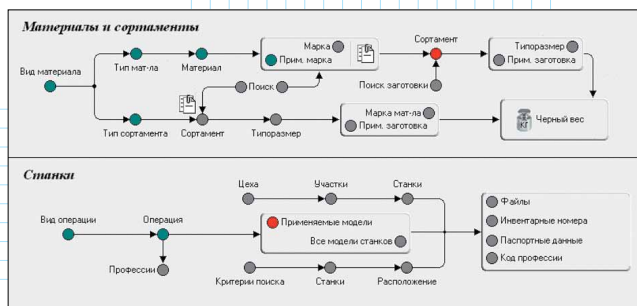 Материалы и сортаменты
Вид материала
Тип мат-ла
Материал
Марка
Прим. марка
Сортамент
Типоразмер
Прим. заготовка
Поиск
Поиск заготовки
Тип сортамента
Сортамент
Типоразмер
Марка мат-ла
Прим. заготовка
КГ
Черный вес
Станки
Цеха
Участки
Станки
Вид операции
Операция
Применяемые модели
Все модели станков
Профессии
Критерии поиска
Станки
Расположение
Файлы
Инвентарные номера
Паспортные данные
Код профессии